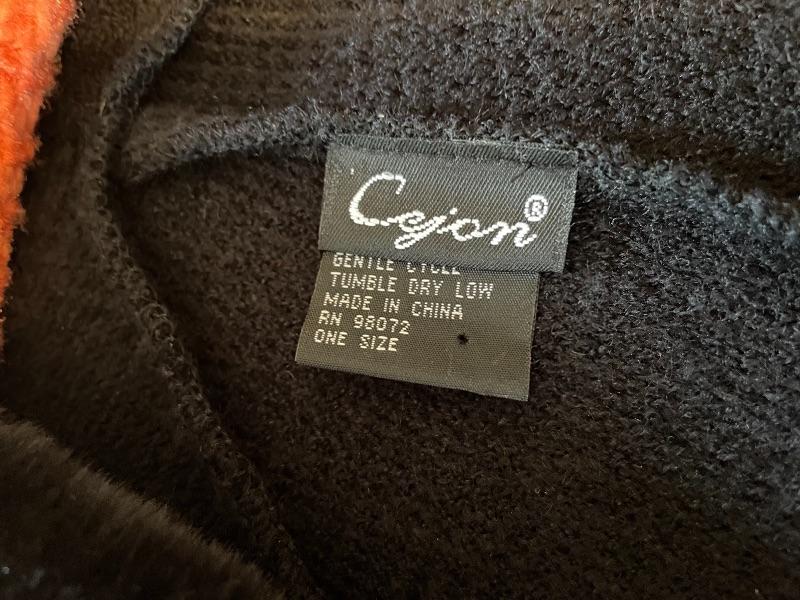 Cejon®
GENTLE CYCLE
TUMBLE DRY LOW
MADE IN CHINA
RN 98072
ONE SIZE